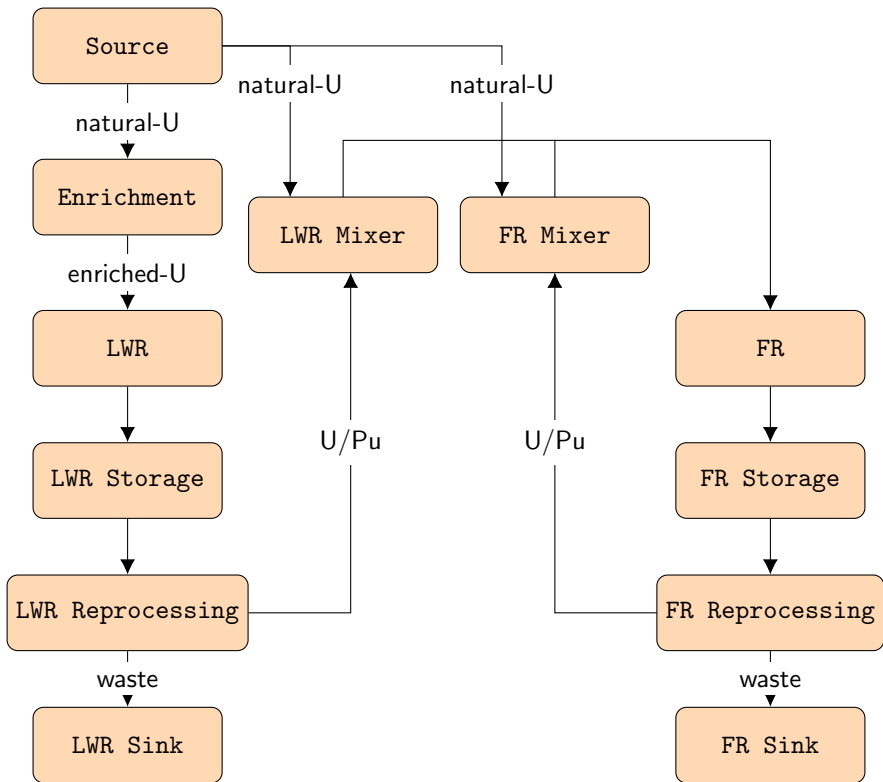 Source
natural-U
natural-U
natural-U
Enrichment
LWR Mixer
FR Mixer
enriched-U
LWR
FR
U/Pu
U/Pu
LWR Storage
FR Storage
LWR Reprocessing
FR Reprocessing
waste
waste
LWR Sink
FR Sink